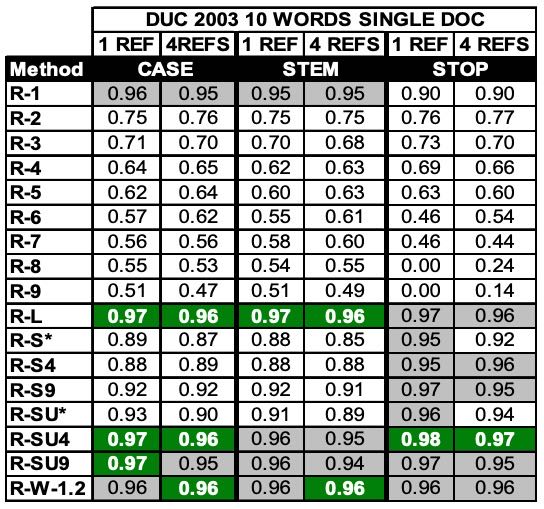 DUC 2003 10 WORDS SINGLE DOC
1 REF 4REFS 1 REF 4 REFS 1 REF 4 REFS
Method CASE STEM STOP
R-1 0.96 0.95 0.95 0.95 0.90 0.90
R-2 0.75 0.76 0.75 0.75 0.76 0.77
R-3 0.71 0.70 0.70 0.68 0.73 0.70
R-4 0.64 0.65 0.62 0.63 0.69 0.66
R-5 0.62 0.64 0.60 0.63 0.63 0.60
R-6 0.57 0.62 0.55 0.61 0.46 0.54
R-7 0.56 0.56 0.58 0.60 0.46 0.44
R-8 0.55 0.53 0.54 0.55 0.00 0.24
R-9 0.51 0.47 0.51 0.49 0.00 0.14
R-L 0.97 0.96 0.97 0.96 0.97 0.96
R-S* 0.89 0.87 0.88 0.85 0.95 0.92
R-S4 0.88 0.89 0.88 0.88 0.95 0.96
R-S9 0.92 0.92 0.92 0.91 0.97 0.95
R-SU* 0.93 0.90 0.91 0.89 0.96 0.94
R-SU4 0.97 0.96 0.96 0.95 0.98 0.97
R-SU9 0.97 0.95 0.96 0.94 0.97 0.95
R-W-1.2 0.96 0.96 0.96 0.96 0.96 0.96